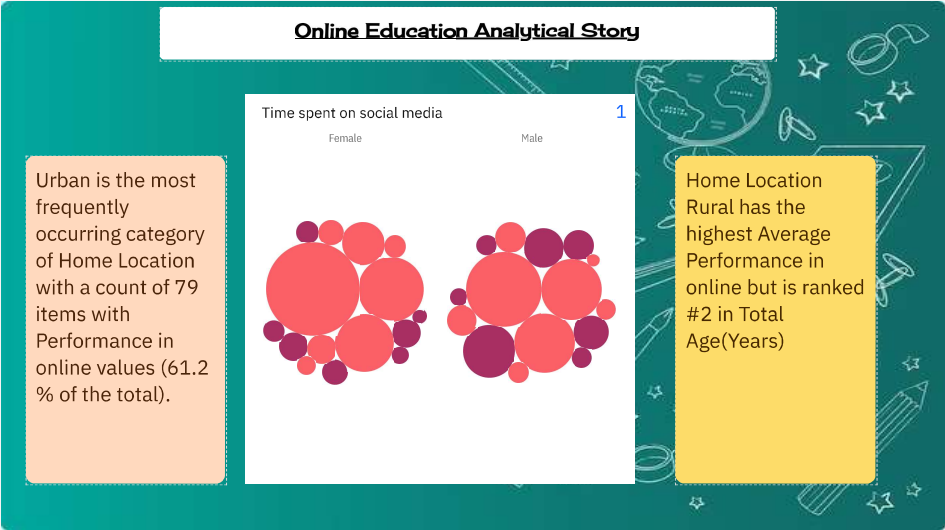 Online Education Analytical Story
Time spent on social media
1
Female
Male
Urban is the most
frequently
occurring category
of Home Location
with a count of 79
items with
Performance in
online values (61.2
% of the total).
Home Location
Rural has the
highest Average
Performance in
online but is ranked
#2 in Total
Age(Years)